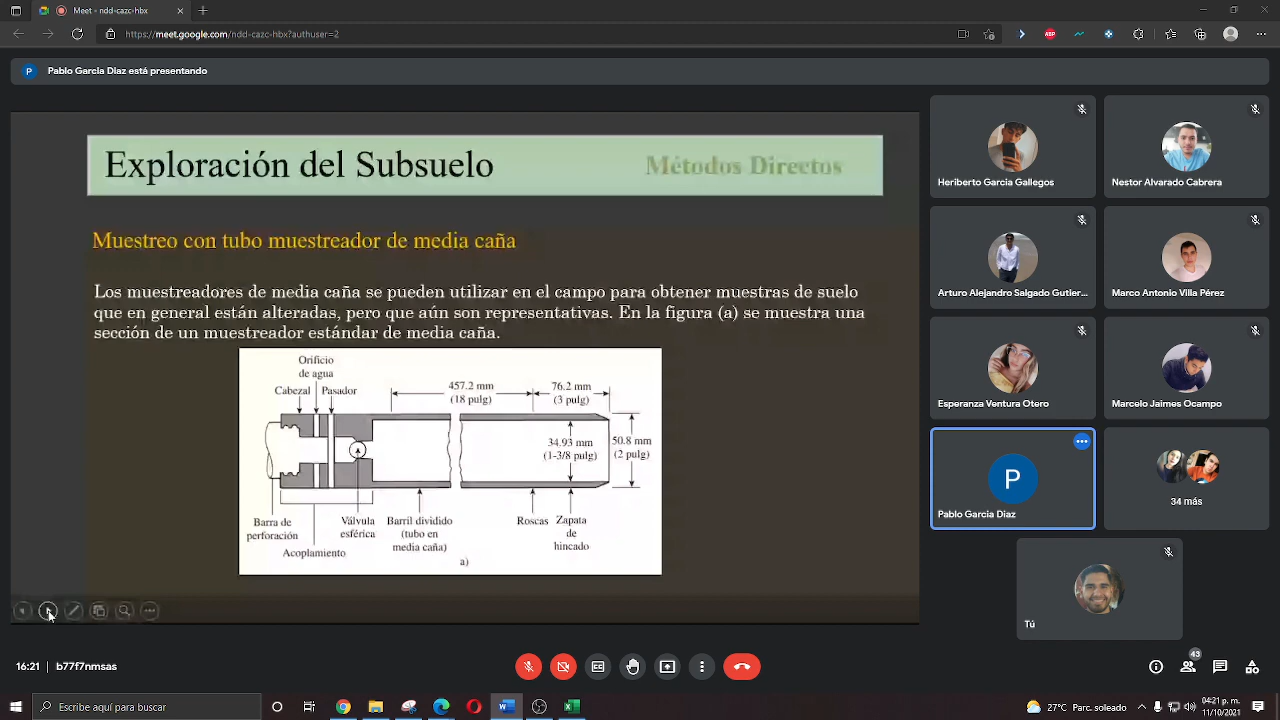 Meet - ndd-cazc-hbx
https://meet.google.com/ndd-cazc-hbx?authuser=2
P Pablo Garcia Diaz está presentando
Exploración del Subsuelo
Métodos Directos
Muestreo con tubo muestreador de media caña
Los muestreadores de media caña se pueden utilizar en el campo para obtener muestras de suelo
que en general están alteradas, pero que aún son representativas. En la figura (a) se muestra una
sección de un muestreador estándar de media caña.
Orificio
de agua
Cabezal
Pasador
457.2 mm
(18 pulg)
76.2 mm
(3 pulg)
34.93 mm
(1-3/8 pulg)
50.8 mm
(2 pulg)
Barra de
perforación
Acoplamiento
Válvula
esférica
Barril dividido
(tubo en
media caña)
Roscas
Zapata
de
hincado
a)
Heriberto Garcia Gallegos
Nestor Alvarado Cabrera
Arturo Alejandro Salgado Gutier...
Marco Antonio Villa Pérez
Esperanza Ventura Otero
Marcelo Jaimes Ocampo
P
Pablo Garcia Diaz
34 más
Tú
16:21 | b77f7nmsas
43
Escribe aquí para buscar
27°C Parc. soleado
04:21 p. m.
11/10/2021